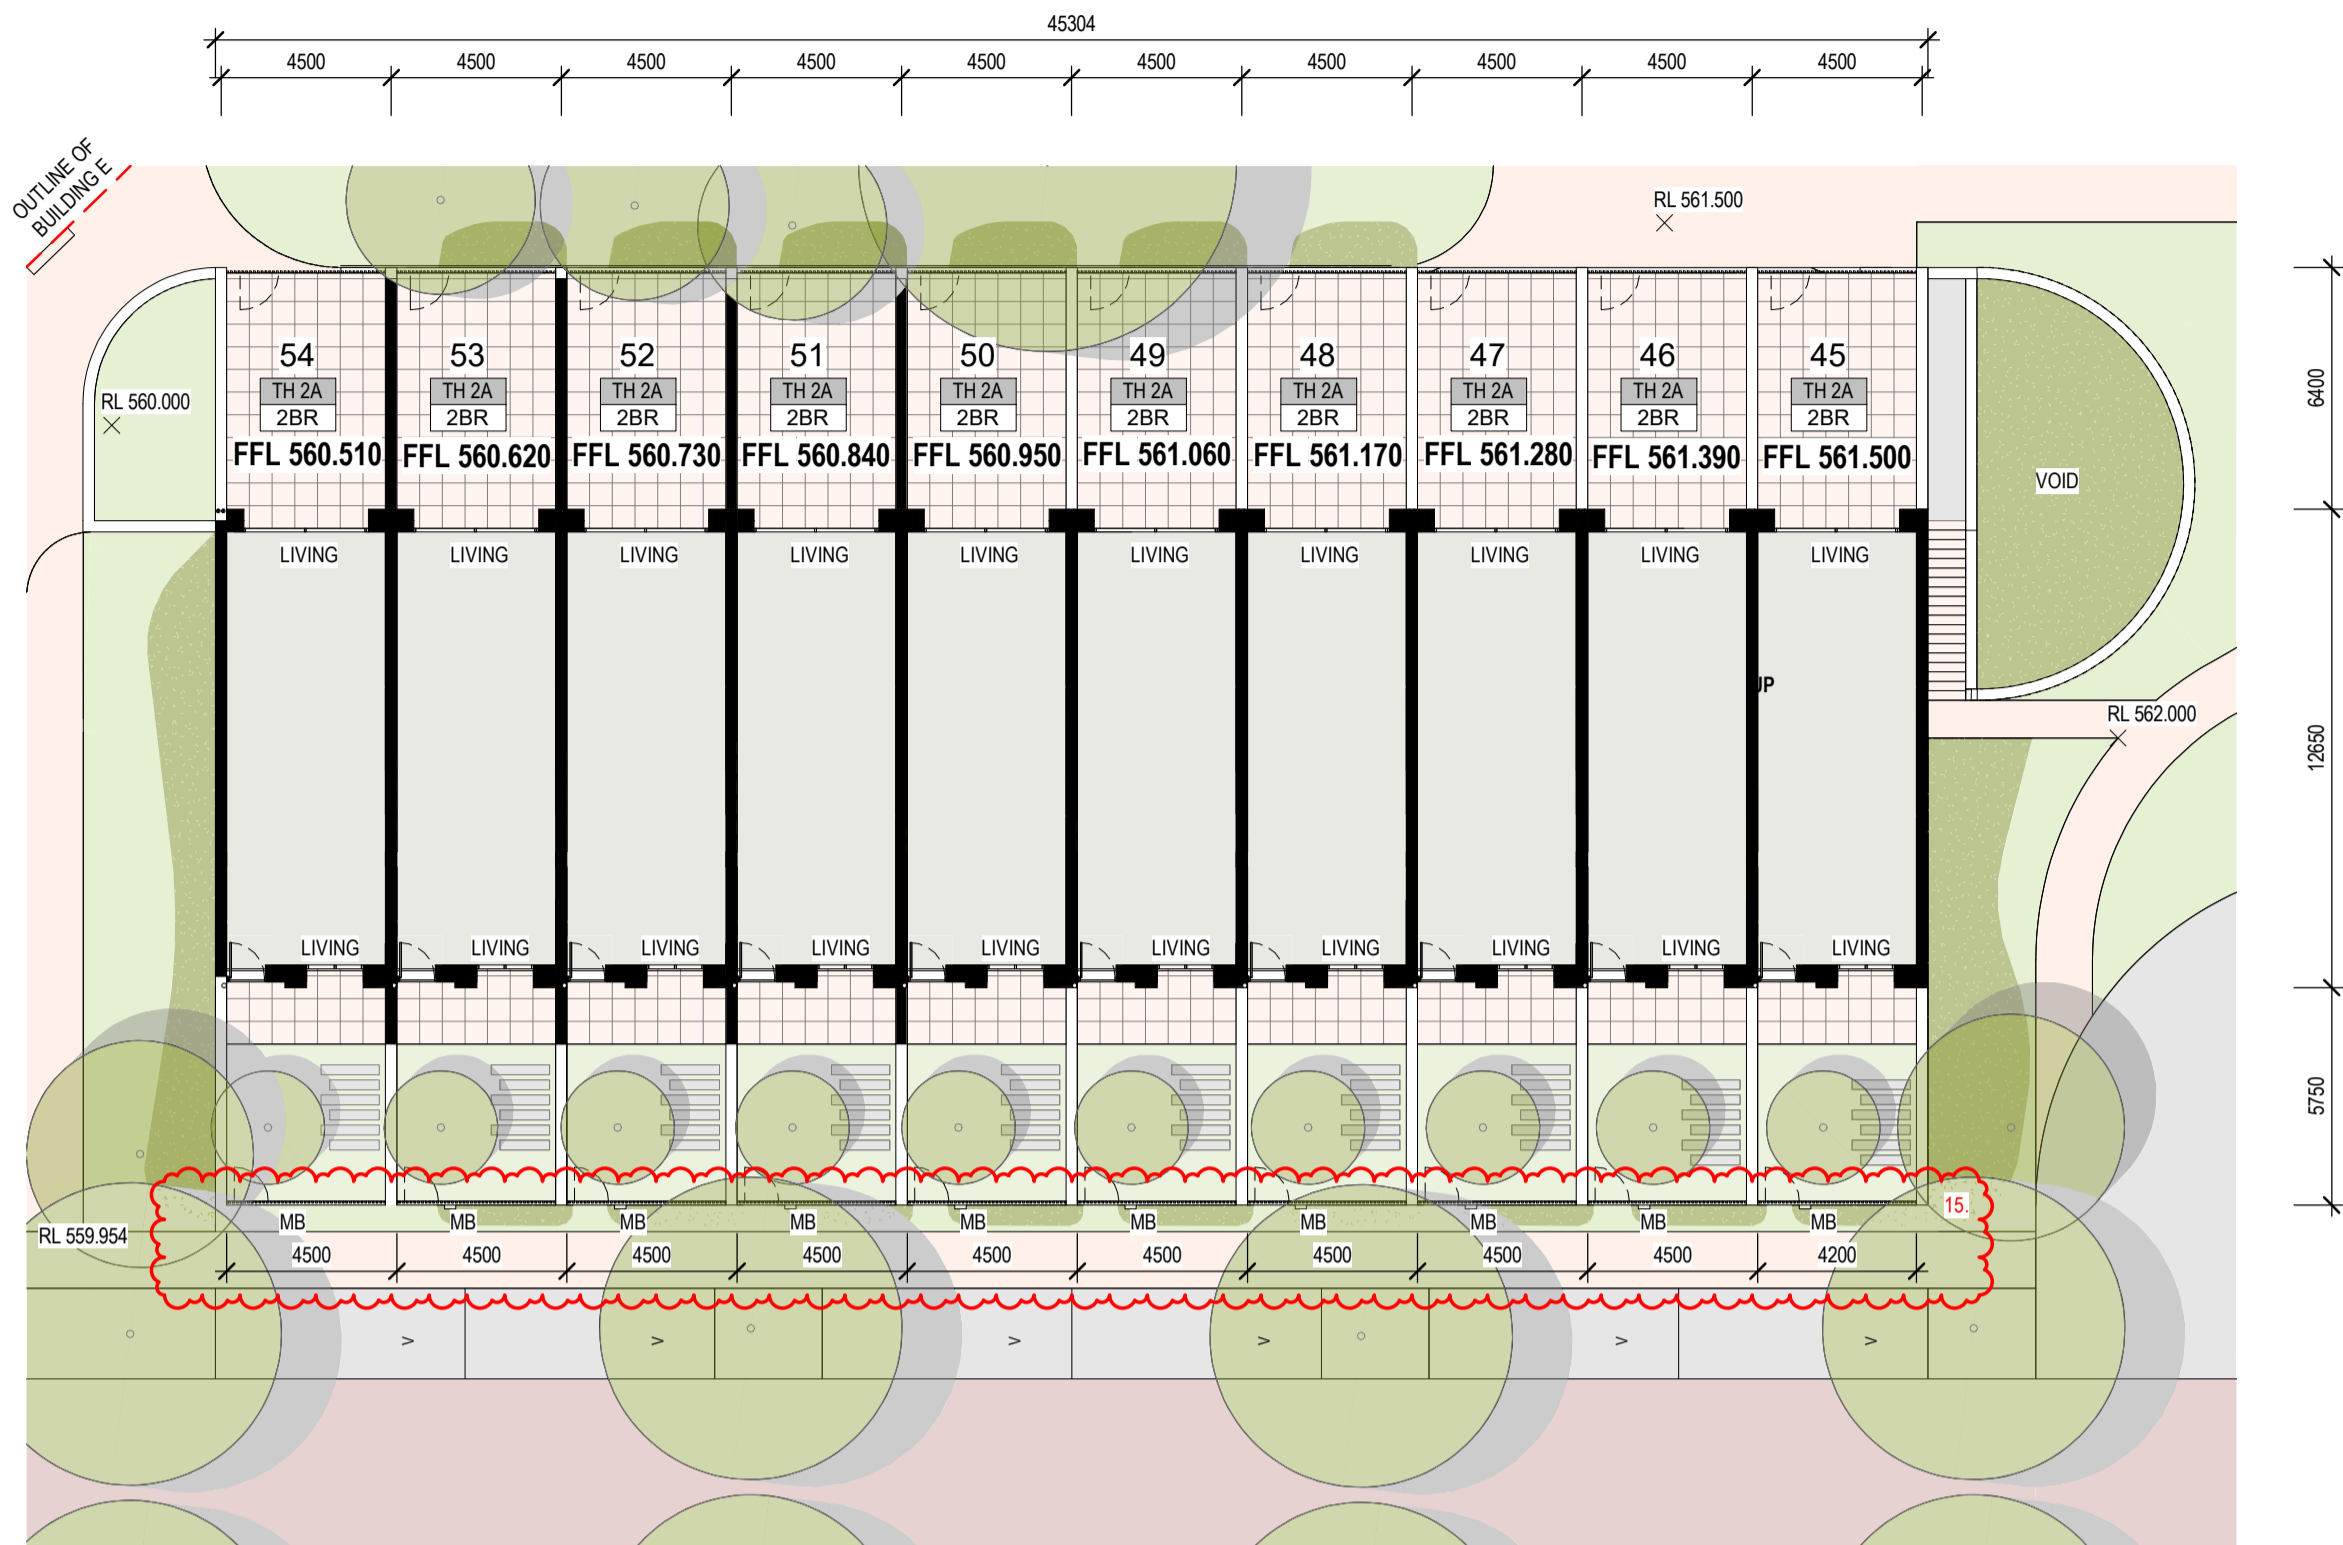 45304
4500 4500 4500 4500 4500 4500 4500 4500 4500 4500
OUTLINE OF
BUILDING E
RL 561.500
54 53 52 51 50 49 48 47 46 45
TH 2A TH 2A TH 2A TH 2A TH 2A TH 2A TH 2A TH 2A TH 2A TH 2A
2BR 2BR 2BR 2BR 2BR 2BR 2BR 2BR 2BR 2BR
RL 560.000
6400
FFL 560.510 FFL 560.620 FFL 560.730 FFL 560.840 FFL 560.950 FFL 561.060 FFL 561.170 FFL 561.280 FFL 561.390 FFL 561.500
VOID
LIVING LIVING LIVING LIVING LIVING LIVING LIVING LIVING LIVING LIVING
RL 562.000
12650
LIVING LIVING LIVING LIVING LIVING LIVING LIVING LIVING LIVING LIVING
5750
15.
MB MB MB MB MB MB MB MB MB MB
RL 559.954
4500 4500 4500 4500 4500 4500 4500 4500 4500 4200
V V V V V V